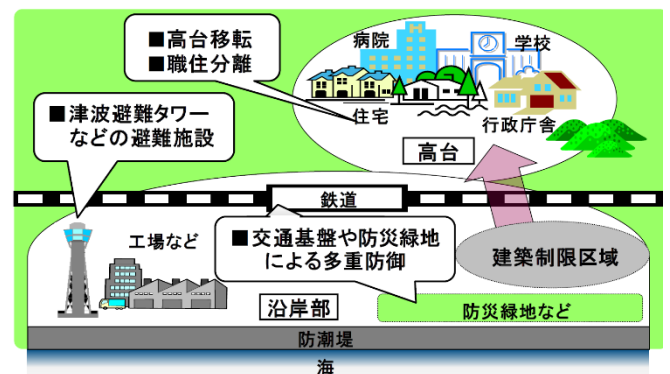 ■高台移転
■職住分離
病院
学校
住宅
行政庁舎
高台
■津波避難タワー
などの避難施設
鉄道
工場など
■交通基盤や防災緑地
による多重防御
建築制限区域
沿岸部
防災緑地など
防潮堤
海